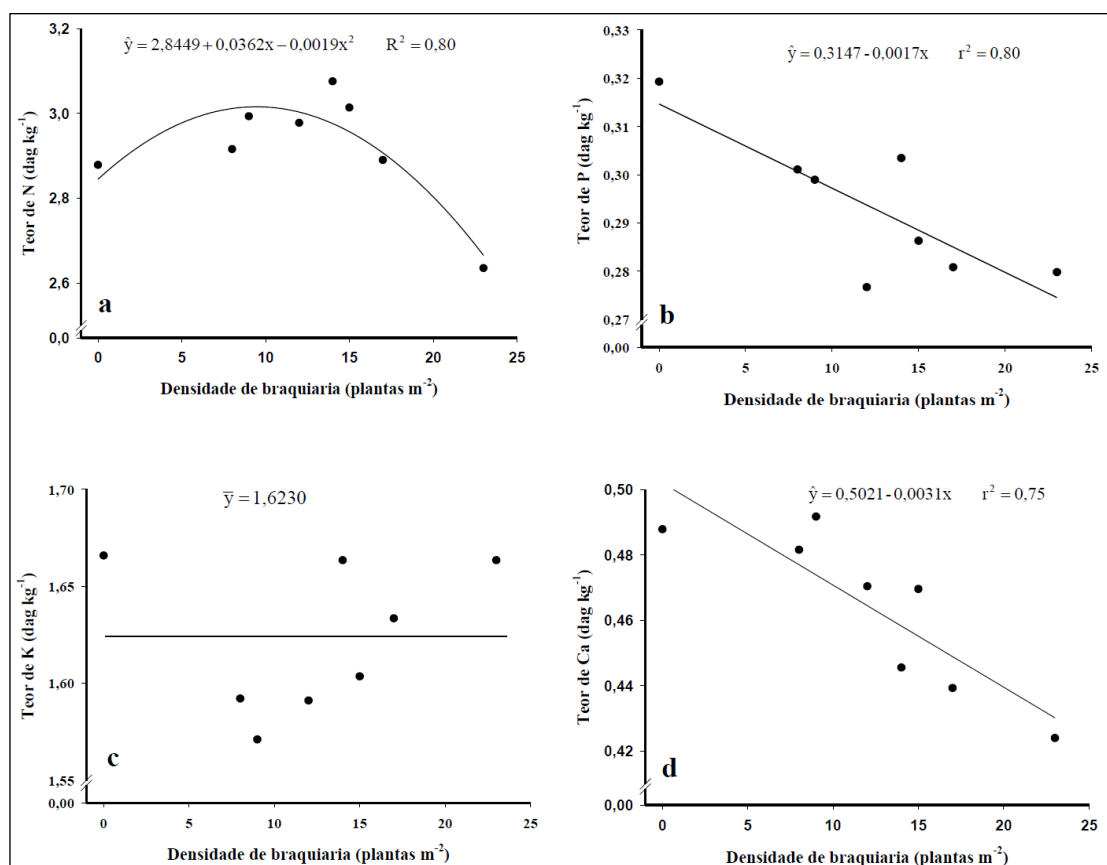 ŷ = 2,8449 + 0,0362x – 0,0019x² R² = 0,80
3,2
3,0
2,8
2,6
0,0
Teor de N (dag kg⁻¹)
a
0 5 10 15 20 25
Densidade de braquiaria (plantas m⁻²)
ŷ = 0,3147 - 0,0017x r² = 0,80
0,33
0,32
0,31
0,30
0,29
0,28
0,27
0,00
Teor de P (dag kg⁻¹)
b
0 5 10 15 20 25
Densidade de braquiaria (plantas m⁻²)
y̅ = 1,6230
1,70
1,65
1,60
1,55
0,00
Teor de K (dag kg⁻¹)
c
0 5 10 15 20 25
Densidade de braquiaria (plantas m⁻²)
ŷ = 0,5021 - 0,0031x r² = 0,75
0,50
0,48
0,46
0,44
0,42
0,00
Teor de Ca (dag kg⁻¹)
d
0 5 10 15 20 25
Densidade de braquiaria (plantas m⁻²)